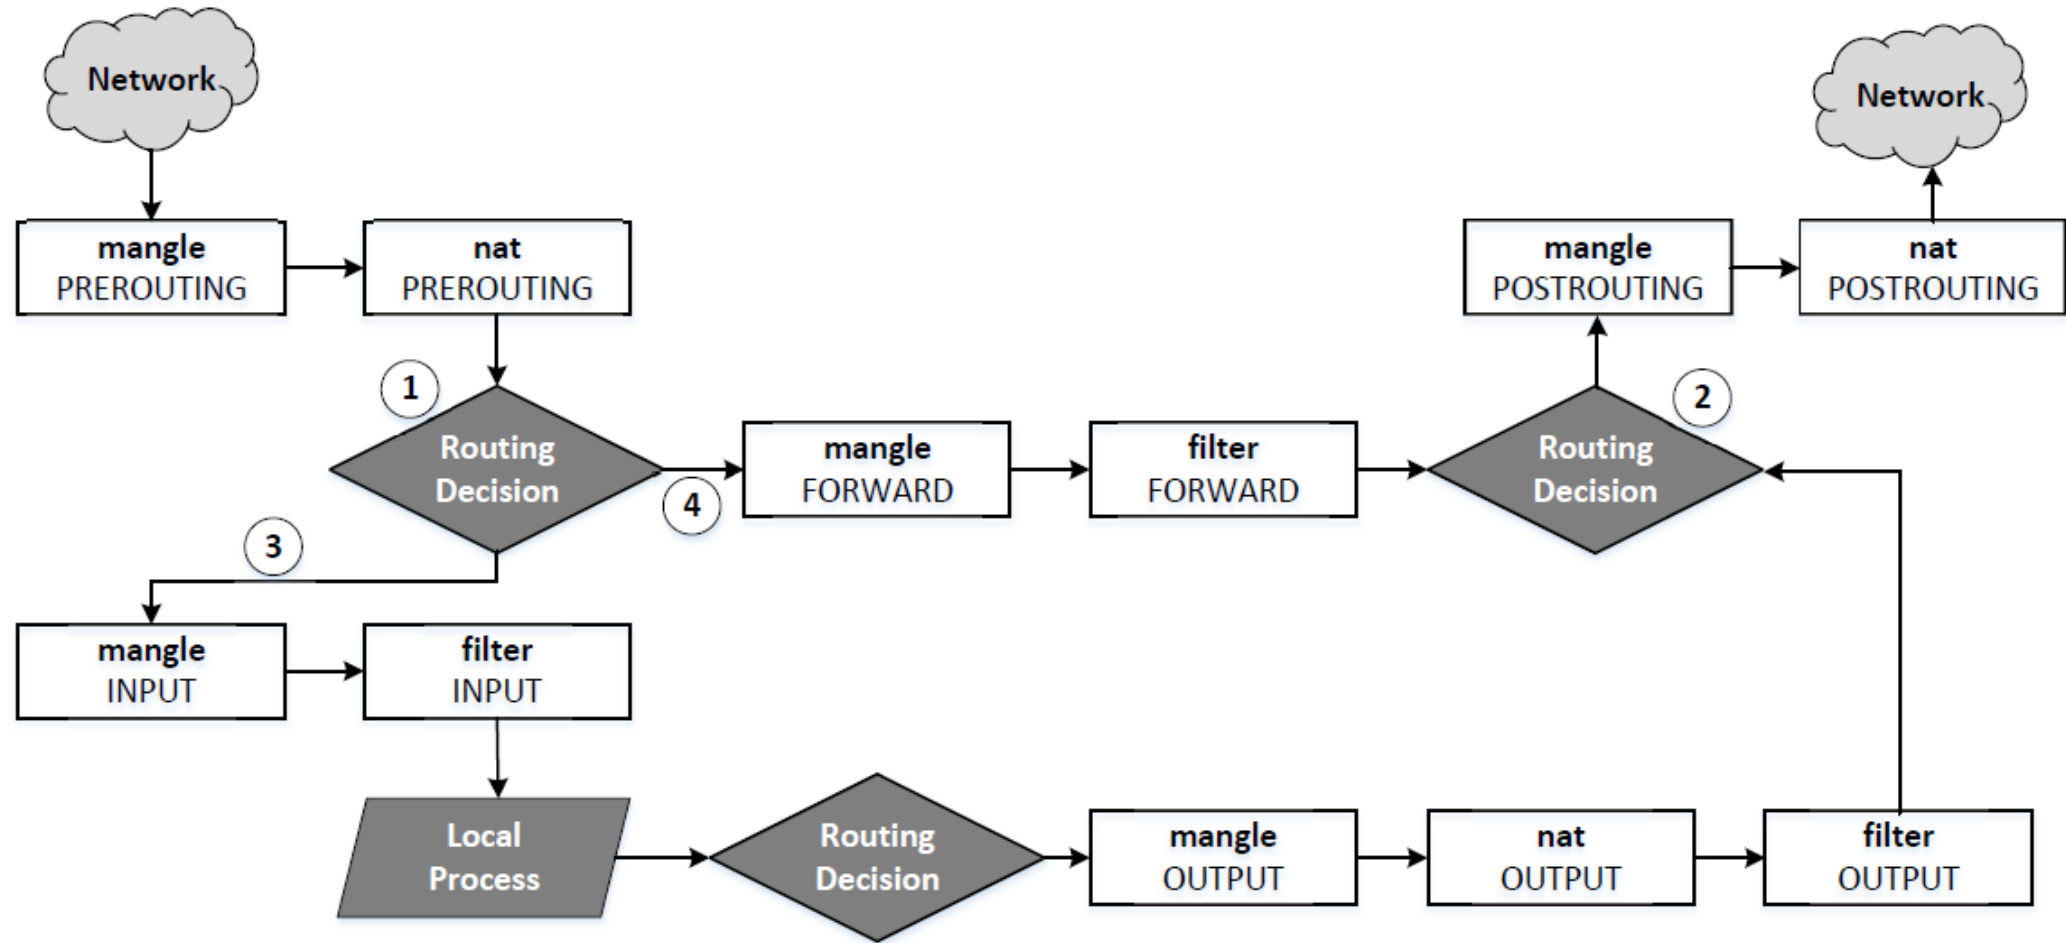 Network
Network
mangle
PREROUTING
nat
PREROUTING
mangle
POSTROUTING
nat
POSTROUTING
1
2
Routing
Decision
mangle
FORWARD
filter
FORWARD
Routing
Decision
4
3
mangle
INPUT
filter
INPUT
Local
Process
Routing
Decision
mangle
OUTPUT
nat
OUTPUT
filter
OUTPUT